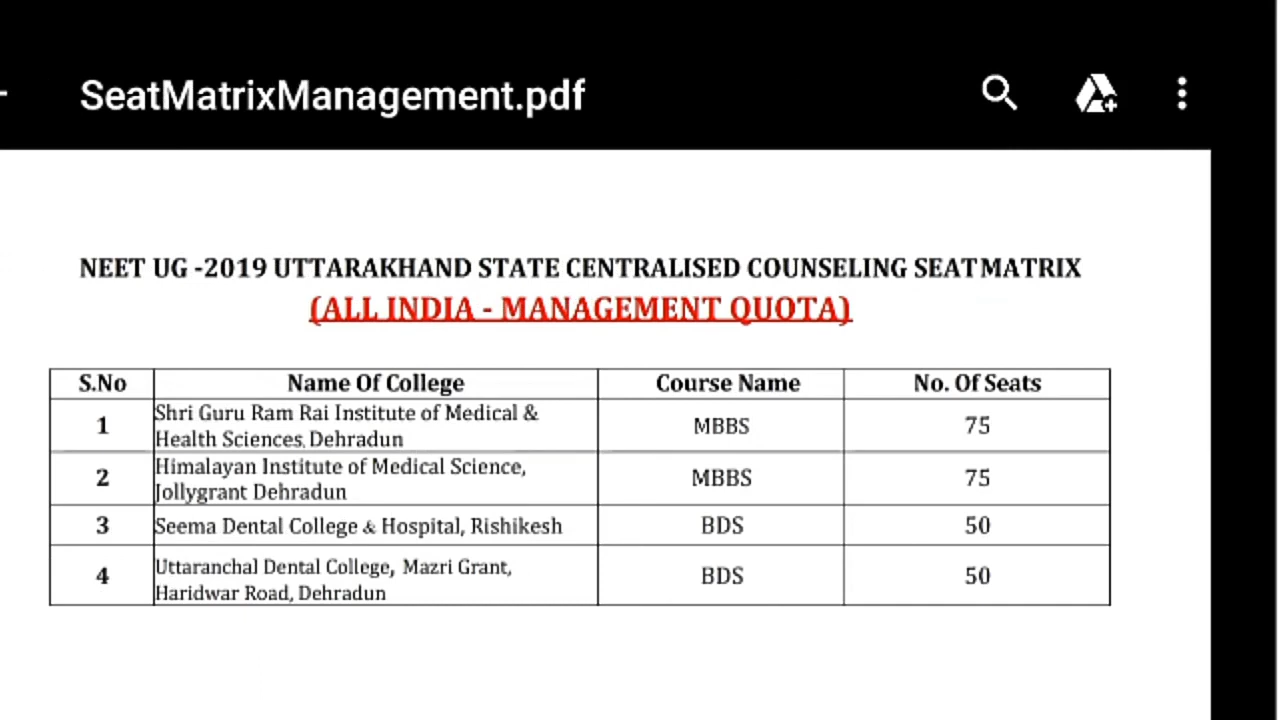 SeatMatrixManagement.pdf
NEET UG -2019 UTTARAKHAND STATE CENTRALISED COUNSELING SEATMATRIX
(ALL INDIA - MANAGEMENT QUOTA)
S.No Name Of College Course Name No. Of Seats
1 Shri Guru Ram Rai Institute of Medical & MBBS 75
Health Sciences, Dehradun
2 Himalayan Institute of Medical Science, MBBS 75
Jollygrant Dehradun
3 Seema Dental College & Hospital, Rishikesh BDS 50
4 Uttaranchal Dental College, Mazri Grant, BDS 50
Haridwar Road, Dehradun